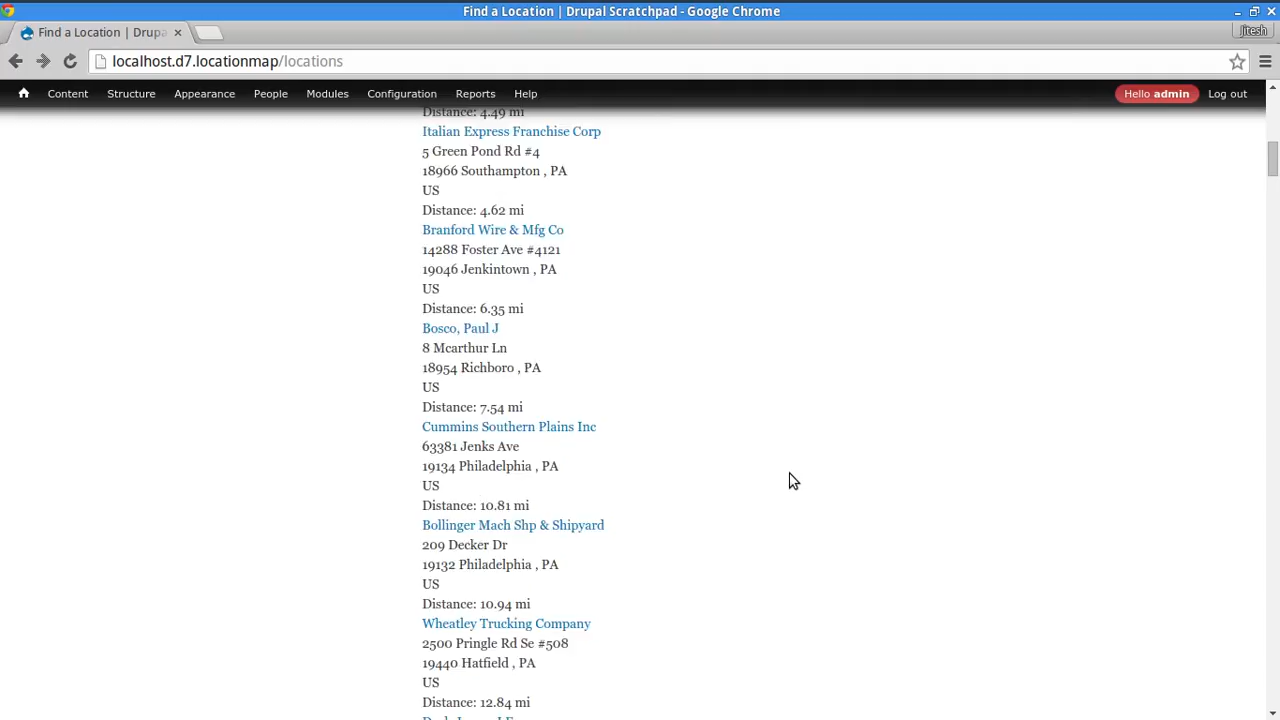 Find a Location | Drupal Scratchpad - Google Chrome
Find a Location | Drupa
jitesh
localhost.d7.locationmap/locations
Content Structure Appearance People Modules Configuration Reports Help Hello admin Log out
Distance: 4.49 mi
Italian Express Franchise Corp
5 Green Pond Rd #4
18966 Southampton , PA
US
Distance: 4.62 mi
Branford Wire & Mfg Co
14288 Foster Ave #4121
19046 Jenkintown , PA
US
Distance: 6.35 mi
Bosco, Paul J
8 Mcarthur Ln
18954 Richboro , PA
US
Distance: 7.54 mi
Cummins Southern Plains Inc
63381 Jenks Ave
19134 Philadelphia , PA
US
Distance: 10.81 mi
Bollinger Mach Shp & Shipyard
209 Decker Dr
19132 Philadelphia , PA
US
Distance: 10.94 mi
Wheatley Trucking Company
2500 Pringle Rd Se #508
19440 Hatfield , PA
US
Distance: 12.84 mi